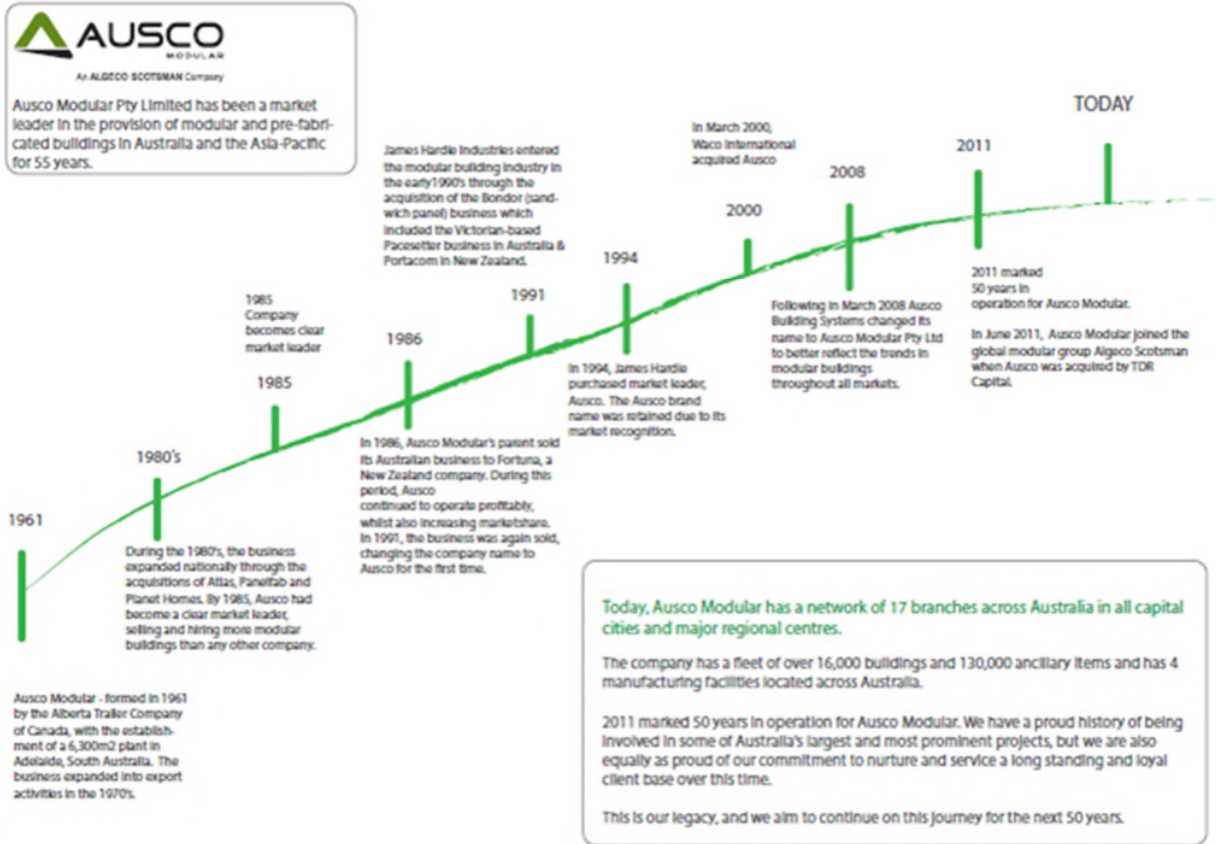 AUSCO
MODULAR
An ALGECO SCOTSMAN Company
Ausco Modular Pty Limited has been a market
leader in the provision of modular and pre-fabri-
cated buildings in Australia and the Asia-Pacific
for 55 years.
1961
Ausco Modular - formed in 1961
by the Alberta Trailer Company
of Canada, with the establish-
ment of a 6,300m2 plant in
Adelaide, South Australia. The
business expanded into export
activities in the 1970's.
1980's
During the 1980's, the business
expanded nationally through the
acquisitions of Atlas, Panelfab and
Planet Homes. By 1985, Ausco had
become a clear market leader,
selling and hiring more modular
buildings than any other company.
1985
Company
becomes clear
market leader
1985
1986
In 1986, Ausco Modular's parent sold
its Australian business to Fortuna, a
New Zealand company. During this
period, Ausco
continued to operate profitably,
whilst also increasing marketshare.
In 1991, the business was again sold,
changing the company name to
Ausco for the first time.
James Hardie Industries entered
the modular building industry in
the early1990's through the
acquisition of the Bondor (sand-
wich panel) business which
included the Victorian-based
Pacesetter business in Australia &
Portacom in New Zealand.
1991
1994
In 1994, James Hardie
purchased market leader,
Ausco. The Ausco brand
name was retained due to its
market recognition.
In March 2000,
Waco International
acquired Ausco
2000
2008
Following in March 2008 Ausco
Building Systems changed its
name to Ausco Modular Pty Ltd
to better reflect the trends in
modular buildings
throughout all markets.
2011
2011 marked
50 years in
operation for Ausco Modular.
In June 2011, Ausco Modular joined the
global modular group Algeco Scotsman
when Ausco was acquired by TDR
Capital.
TODAY
Today, Ausco Modular has a network of 17 branches across Australia in all capital
cities and major regional centres.
The company has a fleet of over 16,000 buildings and 130,000 ancillary items and has 4
manufacturing facilities located across Australia.
2011 marked 50 years in operation for Ausco Modular. We have a proud history of being
involved in some of Australia's largest and most prominent projects, but we are also
equally as proud of our commitment to nurture and service a long standing and loyal
client base over this time.
This is our legacy, and we aim to continue on this journey for the next 50 years.